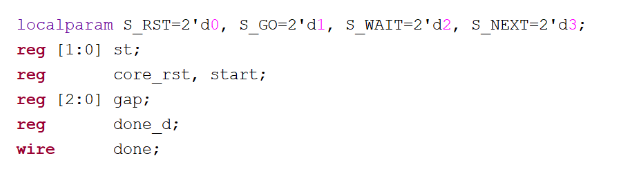 localparam S_RST=2'd0, S_GO=2'd1, S_WAIT=2'd2, S_NEXT=2'd3;
reg [1:0] st;
reg       core_rst, start;
reg [2:0] gap;
reg       done_d;
wire      done;